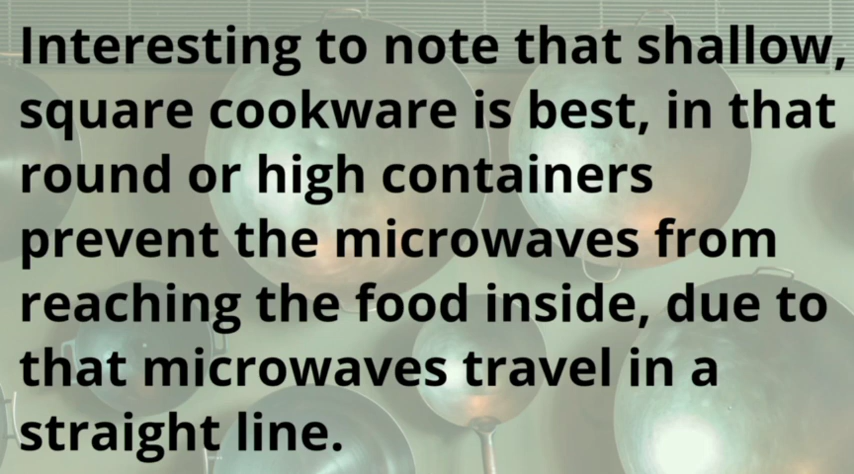 Interesting to note that shallow,
square cookware is best, in that
round or high containers
prevent the microwaves from
reaching the food inside, due to
that microwaves travel in a
straight line.